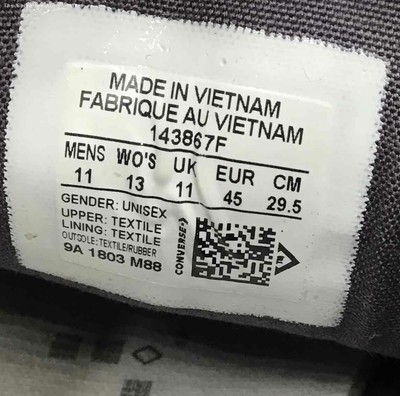 MADE IN VIETNAM
FABRIQUE AU VIETNAM
143867F
MENS WO'S UK EUR CM
11 13 11 45 29.5
GENDER: UNISEX
UPPER: TEXTILE
LINING: TEXTILE
OUTSOLE: TEXTILE/RUBBER
9A 1803 M88
CONVERSE
E